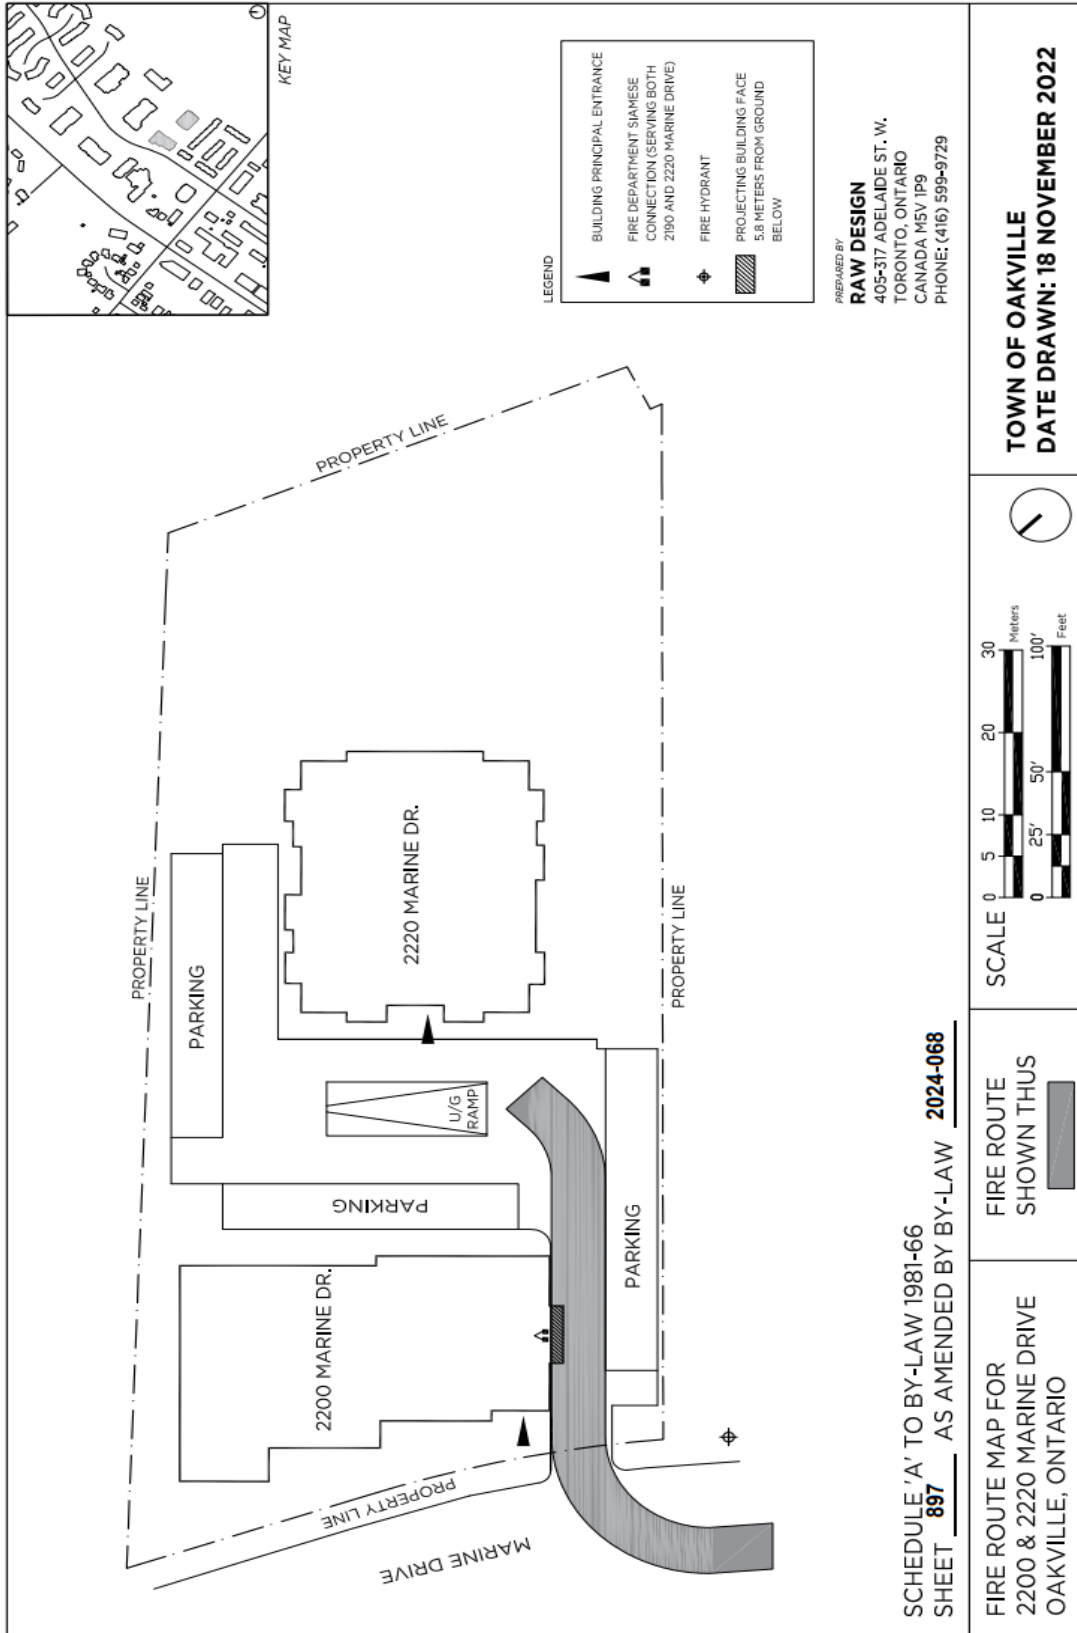 KEY MAP
LEGEND
BUILDING PRINCIPAL ENTRANCE
FIRE DEPARTMENT SIAMESE
CONNECTION (SERVING BOTH
2190 AND 2220 MARINE DRIVE)
FIRE HYDRANT
PROJECTING BUILDING FACE
5.8 METERS FROM GROUND
BELOW
PREPARED BY
RAW DESIGN
405-317 ADELAIDE ST. W.
TORONTO, ONTARIO
CANADA M5V 1P9
PHONE: (416) 599-9729
PROPERTY LINE
PROPERTY LINE
PROPERTY LINE
PROPERTY LINE
PARKING
PARKING
PARKING
2220 MARINE DR.
2200 MARINE DR.
U/G
RAMP
MARINE DRIVE
SCHEDULE 'A' TO BY-LAW 1981-66
SHEET 897 AS AMENDED BY BY-LAW 2024-068
FIRE ROUTE MAP FOR
2200 & 2220 MARINE DRIVE
OAKVILLE, ONTARIO
FIRE ROUTE
SHOWN THUS
SCALE
0 5 10 20 30
Meters
0 25' 50' 100'
Feet
TOWN OF OAKVILLE
DATE DRAWN: 18 NOVEMBER 2022